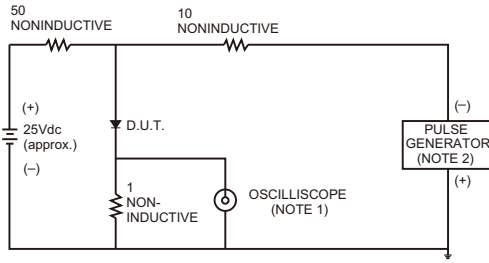 50
NONINDUCTIVE
10
NONINDUCTIVE
(+)
25Vdc
(approx.)
(–)
D.U.T.
1
NON-
INDUCTIVE
OSCILLISCOPE
(NOTE 1)
(–)
PULSE
GENERATOR
(NOTE 2)
(+)